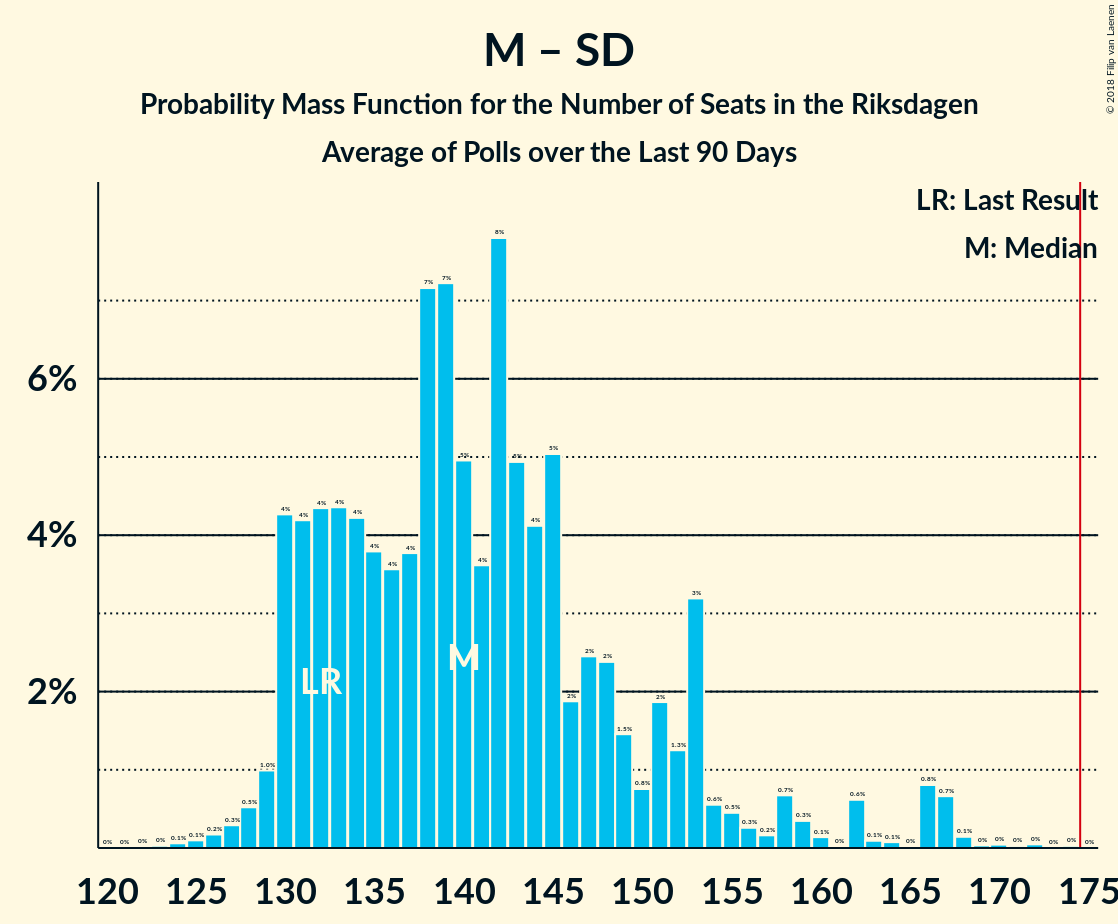 M – SD
Probability Mass Function for the Number of Seats in the Riksdagen
Average of Polls over the Last 90 Days
© 2018 Filip van Laenen
LR: Last Result
M: Median
6%
4%
2%
0% 0% 0% 0% 0.1% 0.1% 0.2% 0.3% 0.5% 1.0% 4% 4% 4% 4% 4% 4% 4% 4% 7% 7% 5% 4% 8% 5% 4% 5% 2% 2% 2% 1.5% 0.8% 2% 1.3% 3% 0.6% 0.5% 0.3% 0.2% 0.7% 0.3% 0.1% 0% 0.6% 0.1% 0.1% 0% 0.8% 0.7% 0.1% 0% 0% 0% 0% 0% 0% 0%
LR
M
120 125 130 135 140 145 150 155 160 165 170 175